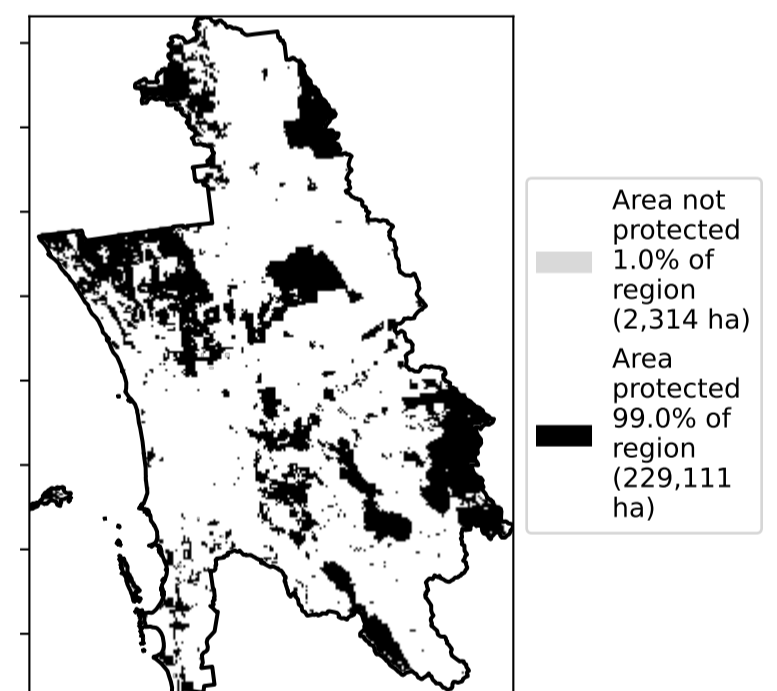 Area not
protected
1.0% of
region
(2,314 ha)
Area
protected
99.0% of
region
(229,111
ha)